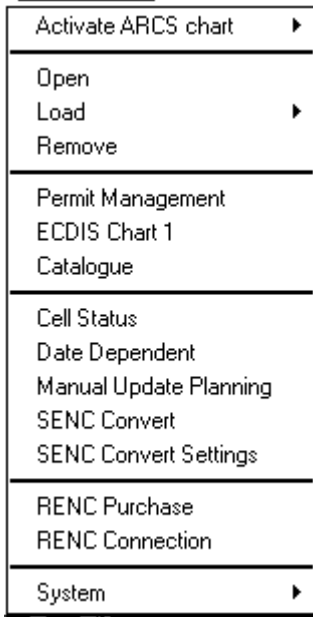 Activate ARCS chart
Open
Load
Remove
Permit Management
ECDIS Chart 1
Catalogue
Cell Status
Date Dependent
Manual Update Planning
SENC Convert
SENC Convert Settings
RENC Purchase
RENC Connection
System